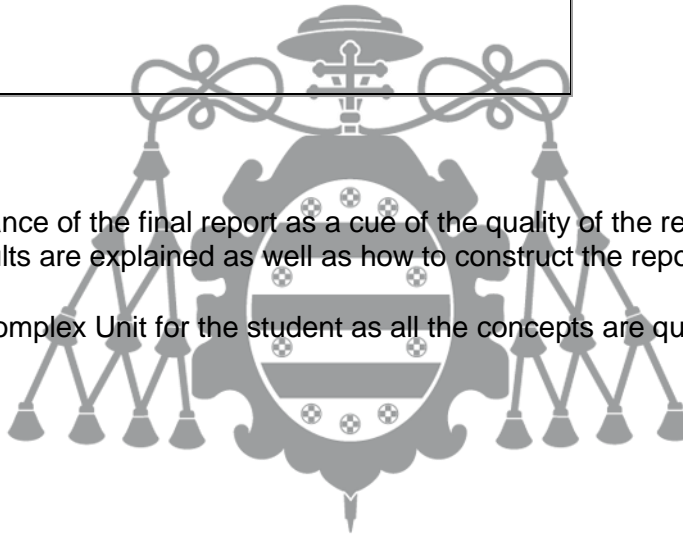 ance of the final report as a cue of the quality of the re
ults are explained as well as how to construct the repo
omplex Unit for the student as all the concepts are qu